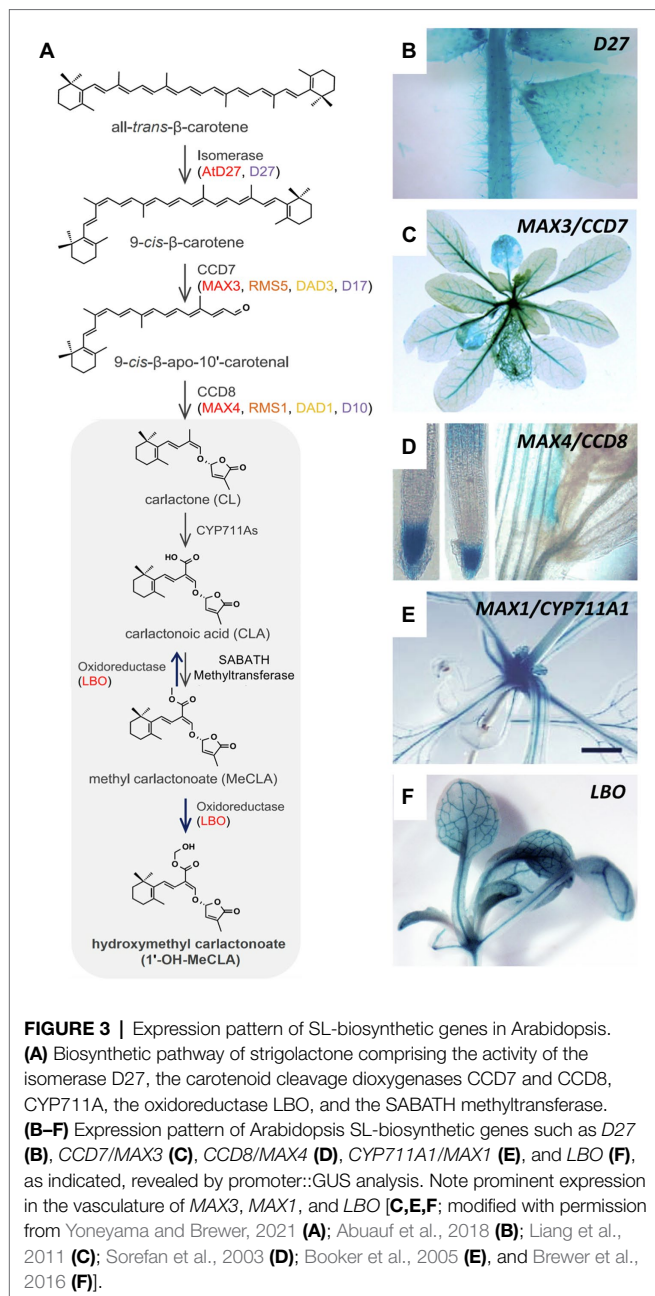 A
all-trans-β-carotene
Isomerase
(AtD27, D27)
9-cis-β-carotene
CCD7
(MAX3, RMS5, DAD3, D17)
O
9-cis-β-apo-10'-carotenal
CCD8
(MAX4, RMS1, DAD1, D10)
O
O
O
carlactone (CL)
CYP711As
HO
O
O
O
O
carlactonoic acid (CLA)
Oxidoreductase
(LBO)
SABATH
Methyltransferase
O
O
O
O
O
methyl carlactonoate (MeCLA)
Oxidoreductase
(LBO)
OH
O
O
O
O
O
hydroxymethyl carlactonoate
(1'-OH-MeCLA)
B
D27
C
MAX3/CCD7
D
MAX4/CCD8
E
MAX1/CYP711A1
F
LBO
FIGURE 3 | Expression pattern of SL-biosynthetic genes in Arabidopsis.
(A) Biosynthetic pathway of strigolactone comprising the activity of the
isomerase D27, the carotenoid cleavage dioxygenases CCD7 and CCD8,
CYP711A, the oxidoreductase LBO, and the SABATH methyltransferase.
(B–F) Expression pattern of Arabidopsis SL-biosynthetic genes such as D27
(B), CCD7/MAX3 (C), CCD8/MAX4 (D), CYP711A1/MAX1 (E), and LBO (F),
as indicated, revealed by promoter::GUS analysis. Note prominent expression
in the vasculature of MAX3, MAX1, and LBO [C,E,F; modified with permission
from Yoneyama and Brewer, 2021 (A); Abuauf et al., 2018 (B); Liang et al.,
2011 (C); Sorefan et al., 2003 (D); Booker et al., 2005 (E), and Brewer et al.,
2016 (F)].